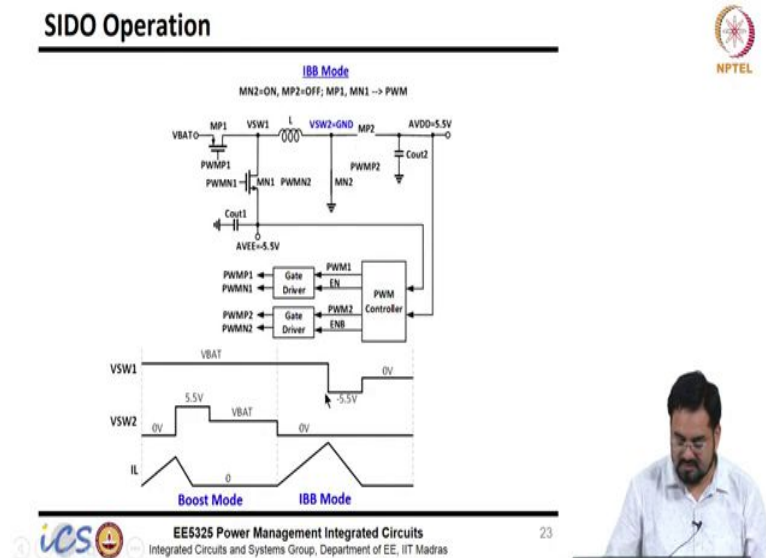 SIDO Operation
NPTEL
IBB Mode
MN2=ON, MP2=OFF; MP1, MN1 --> PWM
MP1 VSW1 L VSW2=GND MP2 AVDD=5.5V
VBAT
Cout2
PWMP1 PWMP2
PWMN1 MN1 PWMN2 MN2
Cout1
AVEE=-5.5V
PWMP1 Gate PWM1
PWMN1 Driver EN PWM
PWMP2 Gate PWM2 Controller
PWMN2 Driver ENB
VBAT
VSW1 0V
-5.5V
5.5V
VSW2 VBAT
0V 0V
IL 0
Boost Mode IBB Mode
iCS
EE5325 Power Management Integrated Circuits 23
Integrated Circuits and Systems Group, Department of EE, IIT Madras